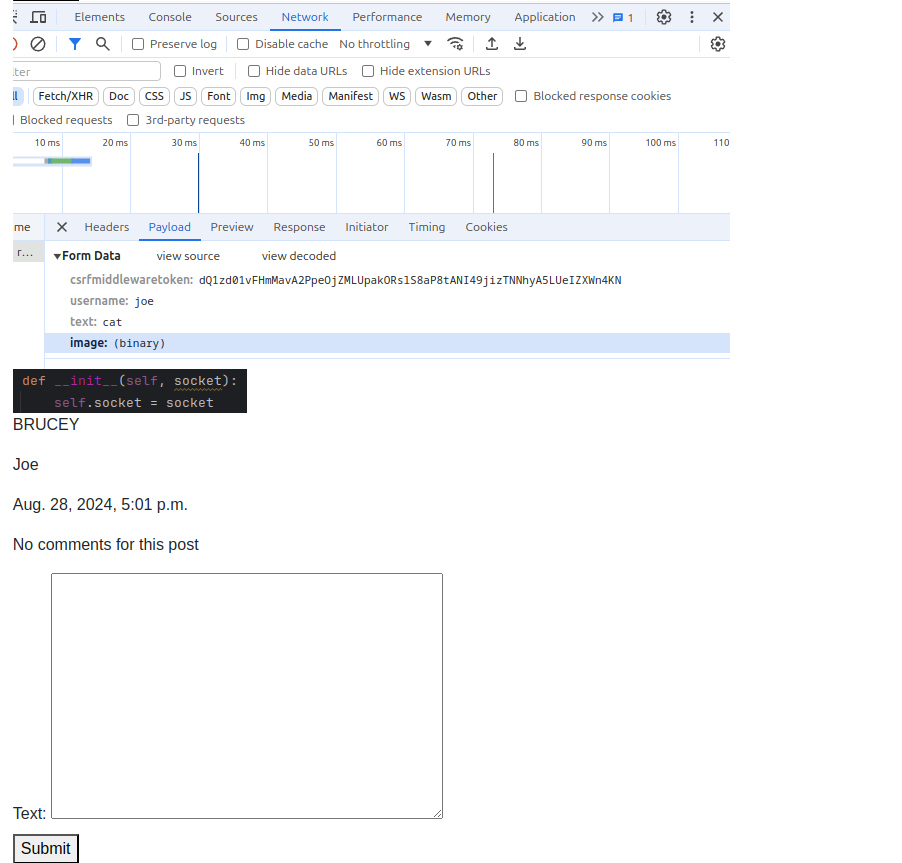 Elements Console Sources Network Performance Memory Application 1
Preserve log Disable cache No throttling
Invert Hide data URLs Hide extension URLs
Fetch/XHR Doc CSS JS Font Img Media Manifest WS Wasm Other Blocked response cookies
Blocked requests 3rd-party requests
10 ms 20 ms 30 ms 40 ms 50 ms 60 ms 70 ms 80 ms 90 ms 100 ms 110
me Headers Payload Preview Response Initiator Timing Cookies
r... Form Data view source view decoded
csrfmiddlewaretoken: dQ1zd01vFHmMavA2PpeOjZMLUpakORslS8aP8tANI49jizTNNhyA5LUeIZXWn4KN
username: joe
text: cat
image: (binary)
def __init__(self, socket):
self.socket = socket
BRUCEY
Joe
Aug. 28, 2024, 5:01 p.m.
No comments for this post
Text:
Submit